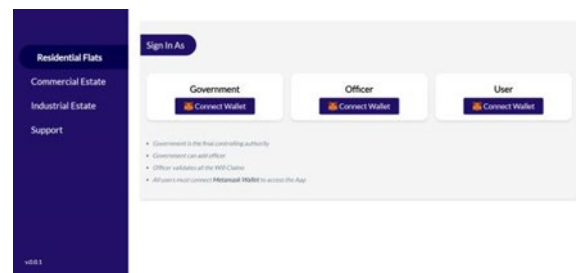 Residential Flats
Commercial Estate
Industrial Estate
Support
v.0.0.1
Sign In As
Government
Connect Wallet
Officer
Connect Wallet
User
Connect Wallet
Government is the final controlling authority
Government can add officer
Officer validates all the Will Claims
All users must connect Metamask Wallet to access the App